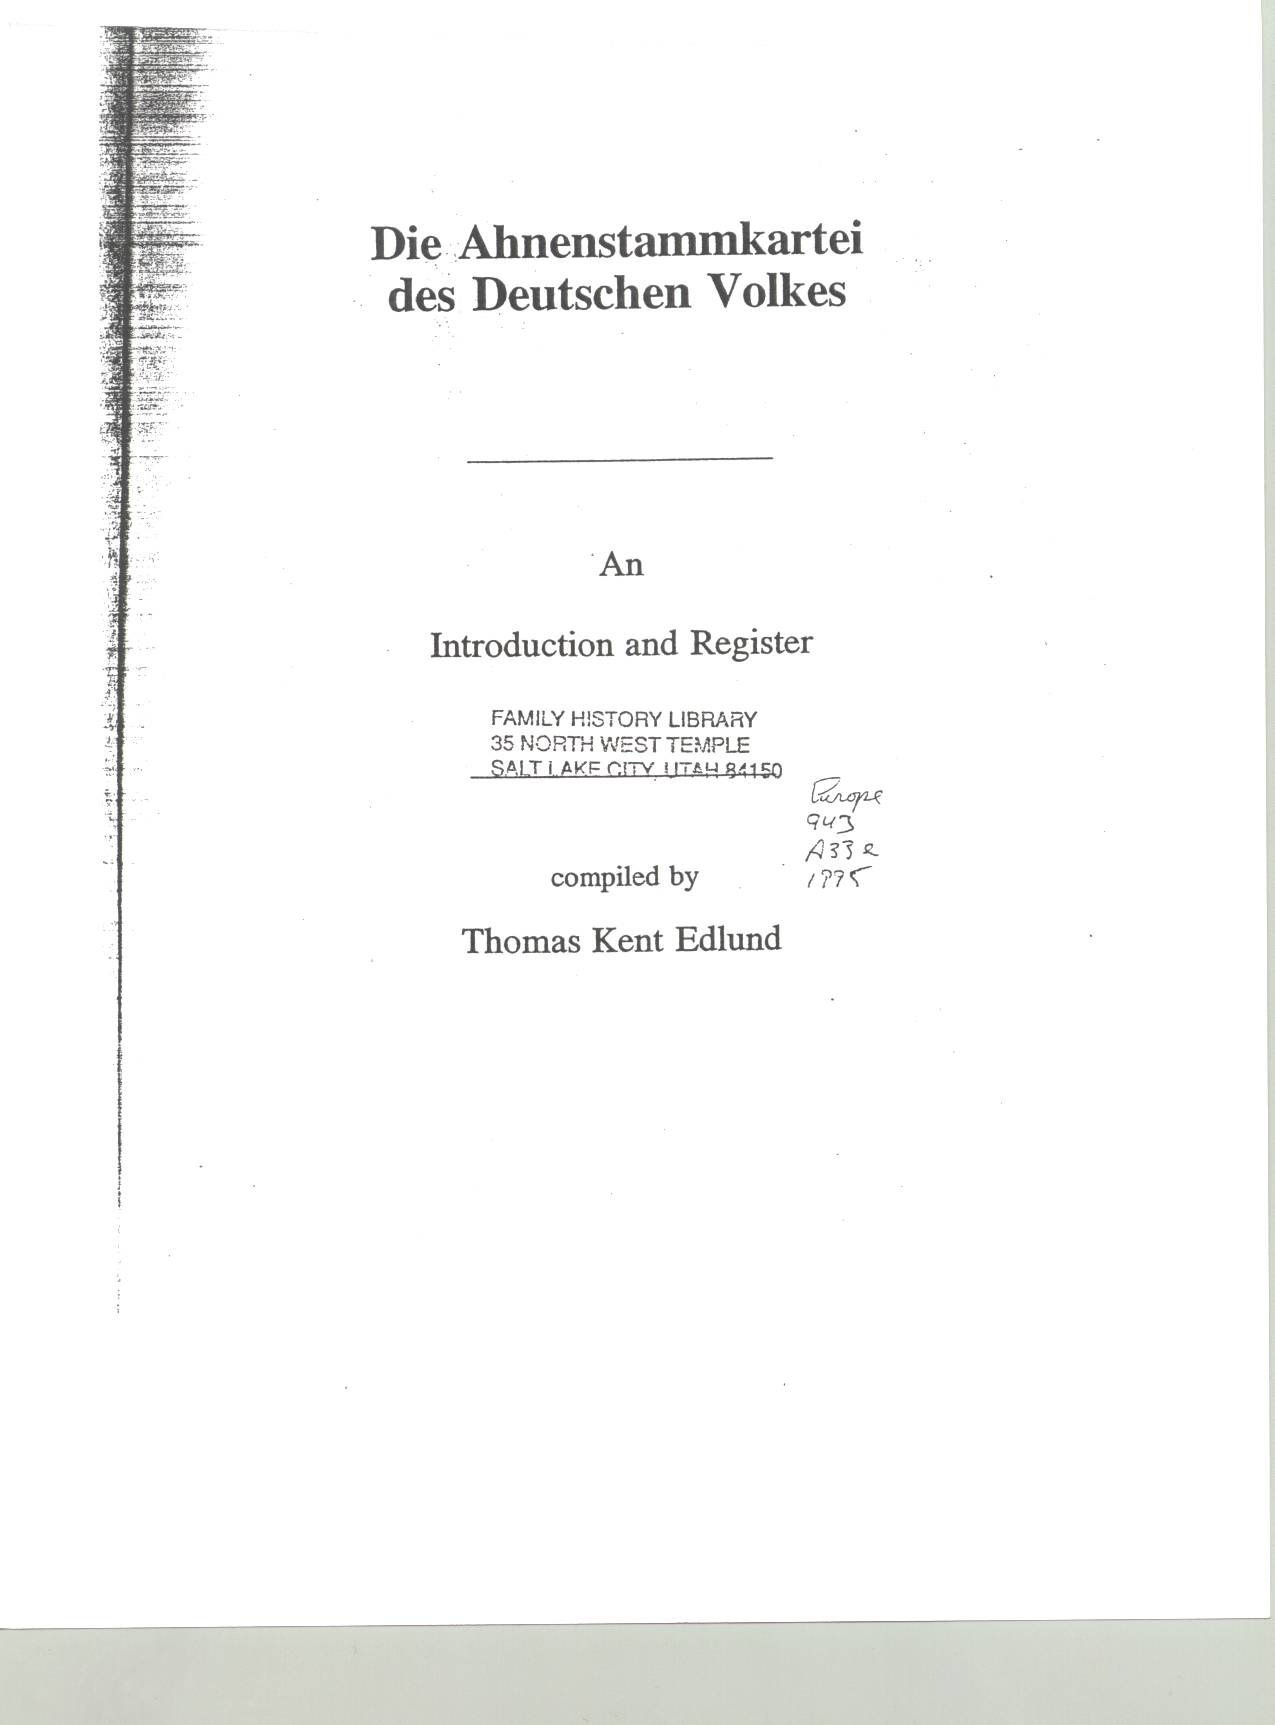 Die Ahnenstammkartei
des Deutschen Volkes
An
Introduction and Register
FAMILY HISTORY LIBRARY
35 NORTH WEST TEMPLE
SALT LAKE CITY, UTAH 84150
Europe
943
A33e
1995
compiled by
Thomas Kent Edlund